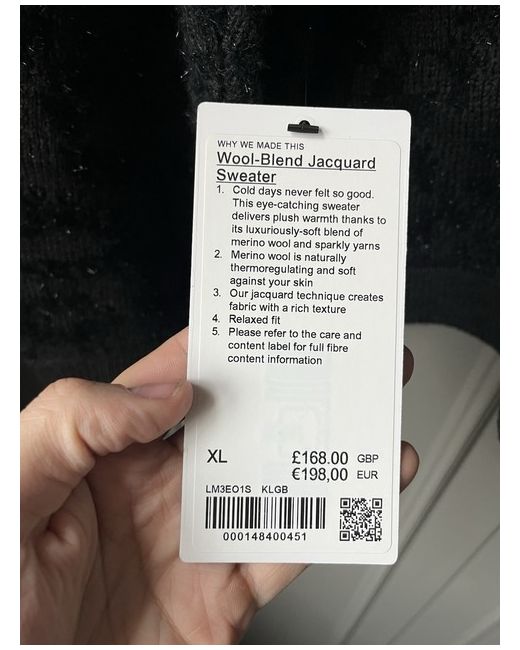 WHY WE MADE THIS
Wool-Blend Jacquard
Sweater
1. Cold days never felt so good.
This eye-catching sweater
delivers plush warmth thanks to
its luxuriously-soft blend of
merino wool and sparkly yarns
2. Merino wool is naturally
thermoregulating and soft
against your skin
3. Our jacquard technique creates
fabric with a rich texture
4. Relaxed fit
5. Please refer to the care and
content label for full fibre
content information
XL £168.00 GBP
€198,00 EUR
LM3EO1S KLGB
000148400451